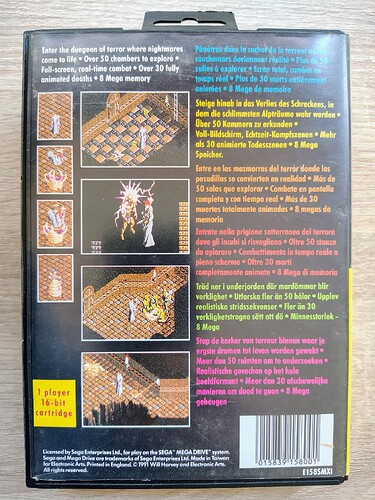 Enter the dungeon of terror where nightmares
come to life • Over 50 chambers to explore •
Full-screen, real-time combat • Over 30 fully
animated deaths • 8 Mega memory
Pénétrez dans le cachot de la terreur où
cauchemars deviennent réalité • Plus de 50
salles à explorer • Ecran total, combat en
temps réel • Plus de 30 morts entièrement
animées • 8 Mega de memoire
Steige hinab in das Verlies des Schreckens, in
dem die schlimmsten Alpträume wahr werden •
Über 50 Kammern zu erkunden •
Voll-Bildschirm, Echtzeit-Kampfszenen • Mehr
als 30 animierte Todesszenen • 8 Mega
Speicher.
Entre en las mazmorras del terror donde las
pesadillas se convierten en realidad • Más de
50 salas que explorar • Combate en pantalla
completa y con tiempo real • Más de 30
muertes totalmente animadas • 8 megas de
memoria
Entrate nella prigione sotterranea del terrore
dove gli incubi si risvegliano • Oltre 50 stanze
da esplorare • Combattimento in tempo reale a
pieno schermo • Oltre 30 morti
completamente animate • 8 Mega di memoria
Träd ner i underjorden där mardömmar blir
verklighet • Utforska fler än 50 hålor • Upplev
realistiska stridssekvenser • Fler än 30
verklighetstrogna sätt att dö • Minnesstorlek -
8 Mega
Stap de kerker van terreur binnen waar je
ergste dromen tot leven worden gewekt •
Meer dan 50 ruimten om te onderzoeken •
Realistische gevechten op het hele
beeldformaat • Meer dan 30 afschuwelijke
manieren om dood te gaan • 8 Mega
geheugen
1 player
16-bit
cartridge
Licensed by Sega Enterprises Ltd., for play on the SEGA™ MEGA DRIVE™ system.
Sega and Mega Drive are trademarks of Sega Enterprises Ltd. Made in Taiwan
for Electronic Arts. Printed in England. © 1991 Will Harvey and Electronic Arts.
All rights reserved.
015839 158001
E158SMXI